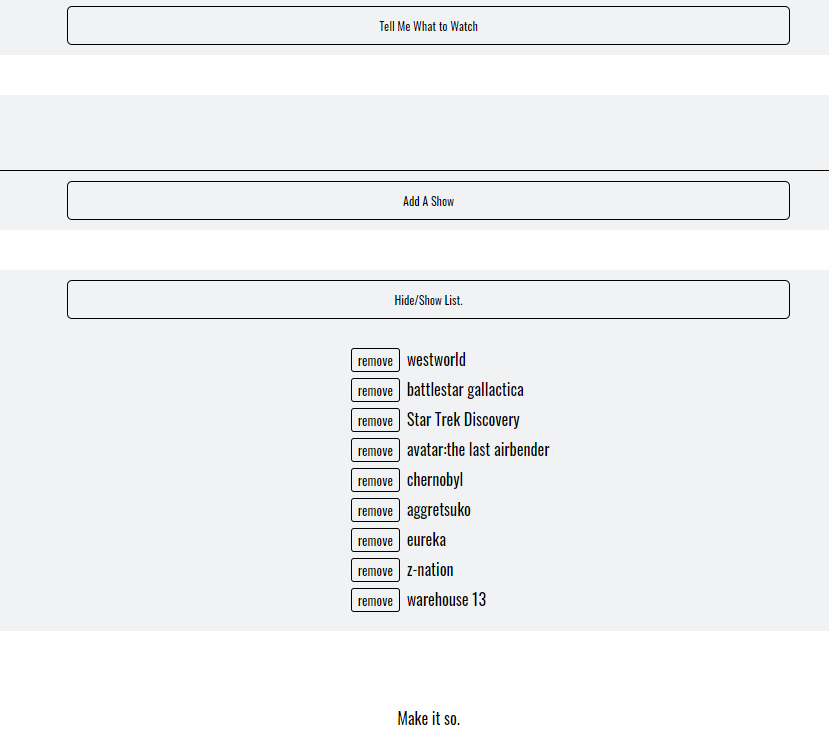 Tell Me What to Watch
Add A Show
Hide/Show List.
remove westworld
remove battlestar gallactica
remove Star Trek Discovery
remove avatar:the last airbender
remove chernobyl
remove aggretsuko
remove eureka
remove z-nation
remove warehouse 13
Make it so.